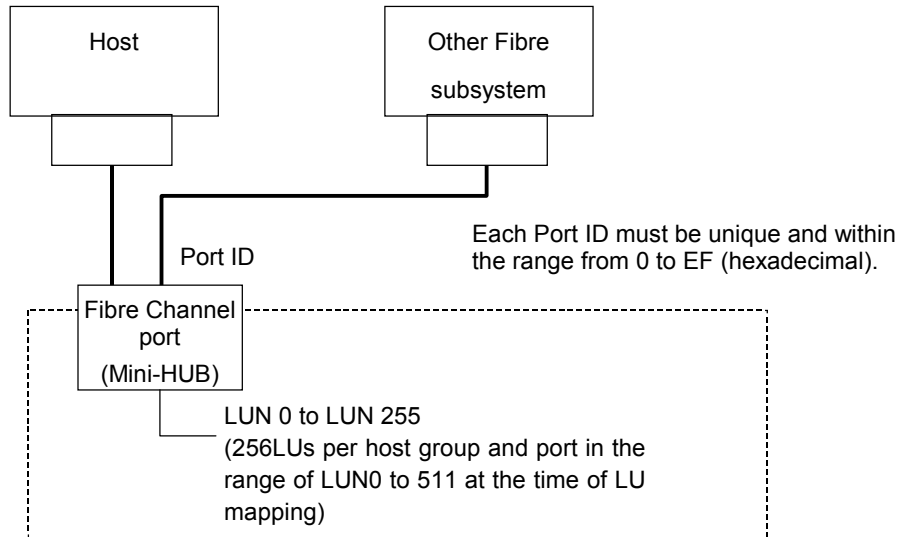 Host
Other Fibre
subsystem
Port ID
Each Port ID must be unique and within
the range from 0 to EF (hexadecimal).
Fibre Channel
port
(Mini-HUB)
LUN 0 to LUN 255
(256LUs per host group and port in the
range of LUN0 to 511 at the time of LU
mapping)